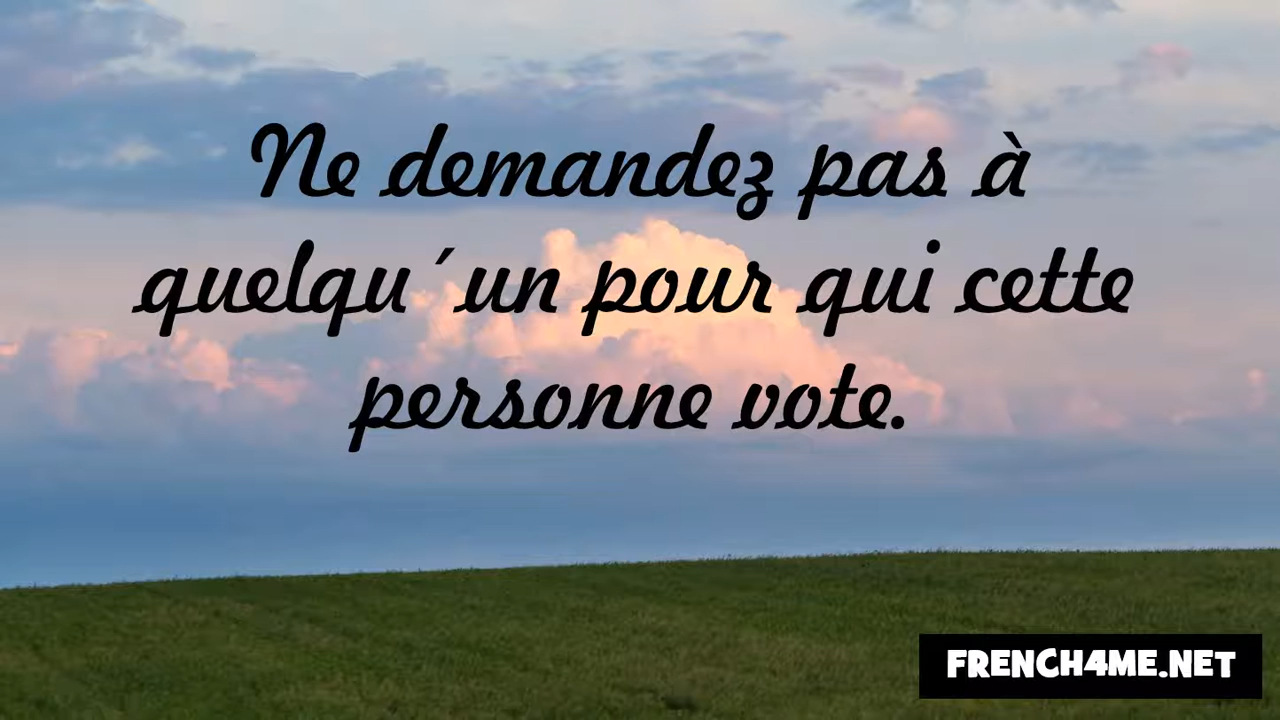 Ne demandez pas à
quelqu´un pour qui cette
personne vote.
FRENCH4ME.NET